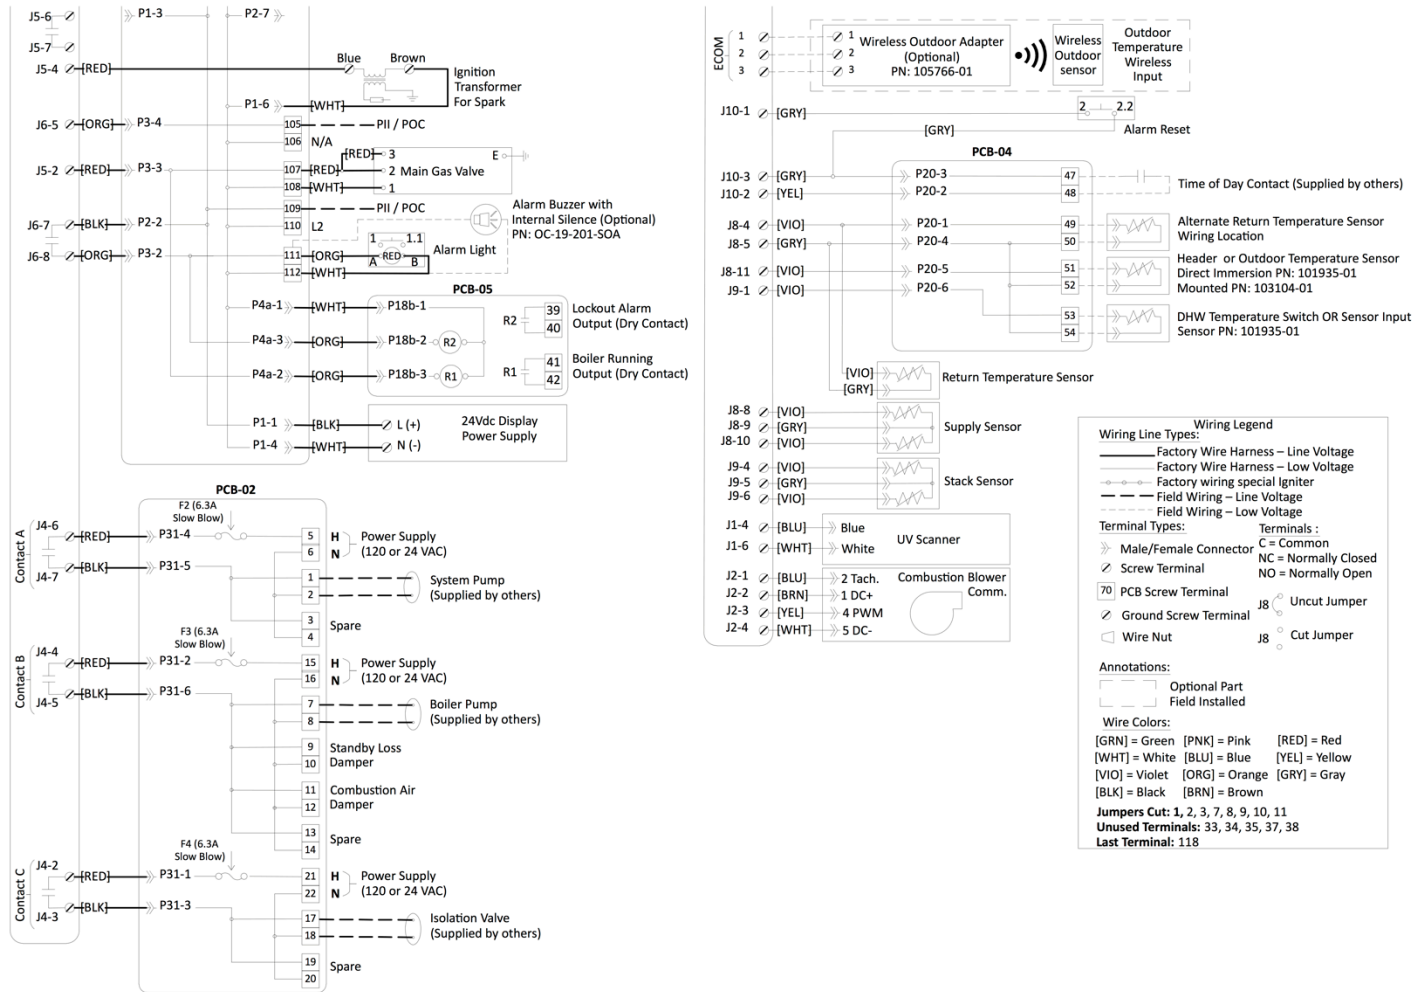 J5-6
P1-3
P2-7
J5-7
J5-4 [RED]
Blue Brown
Ignition
Transformer
For Spark
P1-6 [WHT]
J6-5 [ORG] P3-4
105 PII / POC
106 N/A
J5-2 [RED] P3-3
107 [RED] [RED] 3
2 Main Gas Valve
E
108 [WHT] 1
109 PII / POC
J6-7 [BLK] P2-2
110 L2
Alarm Buzzer with
Internal Silence (Optional)
PN: OC-19-201-SOA
J6-8 [ORG] P3-2
111 [ORG] A RED B
1 1.1
Alarm Light
112 [WHT]
PCB-05
P4a-1 [WHT] P18b-1
P4a-3 [ORG] P18b-2 R2
P4a-2 [ORG] P18b-3 R1
R2 39 40
Lockout Alarm
Output (Dry Contact)
R1 41 42
Boiler Running
Output (Dry Contact)
P1-1 [BLK] L (+)
P1-4 [WHT] N (-)
24Vdc Display
Power Supply
PCB-02
Contact A
J4-6 [RED] P31-4
F2 (6.3A
Slow Blow)
5 H
6 N
Power Supply
(120 or 24 VAC)
J4-7 [BLK] P31-5
1
2
System Pump
(Supplied by others)
3
4
Spare
Contact B
J4-4 [RED] P31-2
F3 (6.3A
Slow Blow)
15 H
16 N
Power Supply
(120 or 24 VAC)
J4-5 [BLK] P31-6
7
8
Boiler Pump
(Supplied by others)
9
10
Standby Loss
Damper
11
12
Combustion Air
Damper
13
14
Spare
Contact C
J4-2 [RED] P31-1
F4 (6.3A
Slow Blow)
21 H
22 N
Power Supply
(120 or 24 VAC)
J4-3 [BLK] P31-3
17
18
Isolation Valve
(Supplied by others)
19
20
Spare
ECOM
1 1
2 2
3 3
Wireless Outdoor Adapter
(Optional)
PN: 105766-01
Wireless
Outdoor
sensor
Outdoor
Temperature
Wireless
Input
J10-1 [GRY]
2 2.2
[GRY]
Alarm Reset
PCB-04
J10-3 [GRY] P20-3 47
J10-2 [YEL] P20-2 48
Time of Day Contact (Supplied by others)
J8-4 [VIO] P20-1 49
J8-5 [GRY] P20-4 50
Alternate Return Temperature Sensor
Wiring Location
J8-11 [VIO] P20-5 51
52
Header or Outdoor Temperature Sensor
Direct Immersion PN: 101935-01
Mounted PN: 103104-01
J9-1 [VIO] P20-6
53
54
DHW Temperature Switch OR Sensor Input
Sensor PN: 101935-01
[VIO]
[GRY]
Return Temperature Sensor
J8-8 [VIO]
J8-9 [GRY]
J8-10 [VIO]
Supply Sensor
J9-4 [VIO]
J9-5 [GRY]
J9-6 [VIO]
Stack Sensor
J1-4 [BLU] Blue
J1-6 [WHT] White
UV Scanner
J2-1 [BLU] 2 Tach.
J2-2 [BRN] 1 DC+
J2-3 [YEL] 4 PWM
J2-4 [WHT] 5 DC-
Combustion Blower
Comm.
Wiring Legend
Wiring Line Types:
Factory Wire Harness – Line Voltage
Factory Wire Harness – Low Voltage
Factory wiring special Igniter
Field Wiring – Line Voltage
Field Wiring – Low Voltage
Terminal Types:
Male/Female Connector
Screw Terminal
70 PCB Screw Terminal
Ground Screw Terminal
Wire Nut
Terminals :
C = Common
NC = Normally Closed
NO = Normally Open
J8 Uncut Jumper
J8 Cut Jumper
Annotations:
Optional Part
Field Installed
Wire Colors:
[GRN] = Green [PNK] = Pink [RED] = Red
[WHT] = White [BLU] = Blue [YEL] = Yellow
[VIO] = Violet [ORG] = Orange [GRY] = Gray
[BLK] = Black [BRN] = Brown
Jumpers Cut: 1, 2, 3, 7, 8, 9, 10, 11
Unused Terminals: 33, 34, 35, 37, 38
Last Terminal: 118